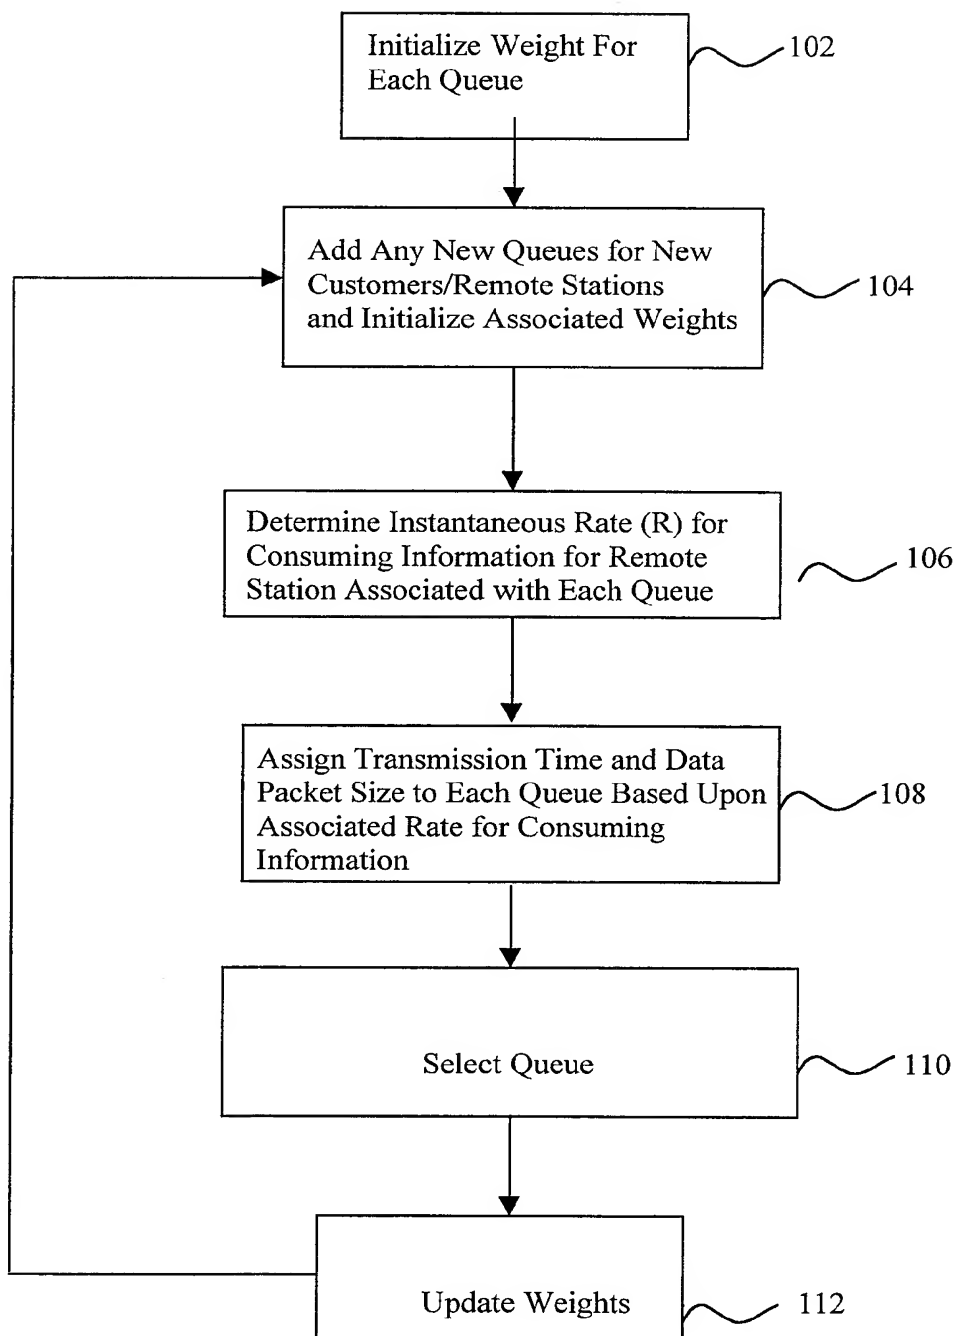 Initialize Weight For
Each Queue
102
Add Any New Queues for New
Customers/Remote Stations
and Initialize Associated Weights
104
Determine Instantaneous Rate (R) for
Consuming Information for Remote
Station Associated with Each Queue
106
Assign Transmission Time and Data
Packet Size to Each Queue Based Upon
Associated Rate for Consuming
Information
108
Select Queue
110
Update Weights
112